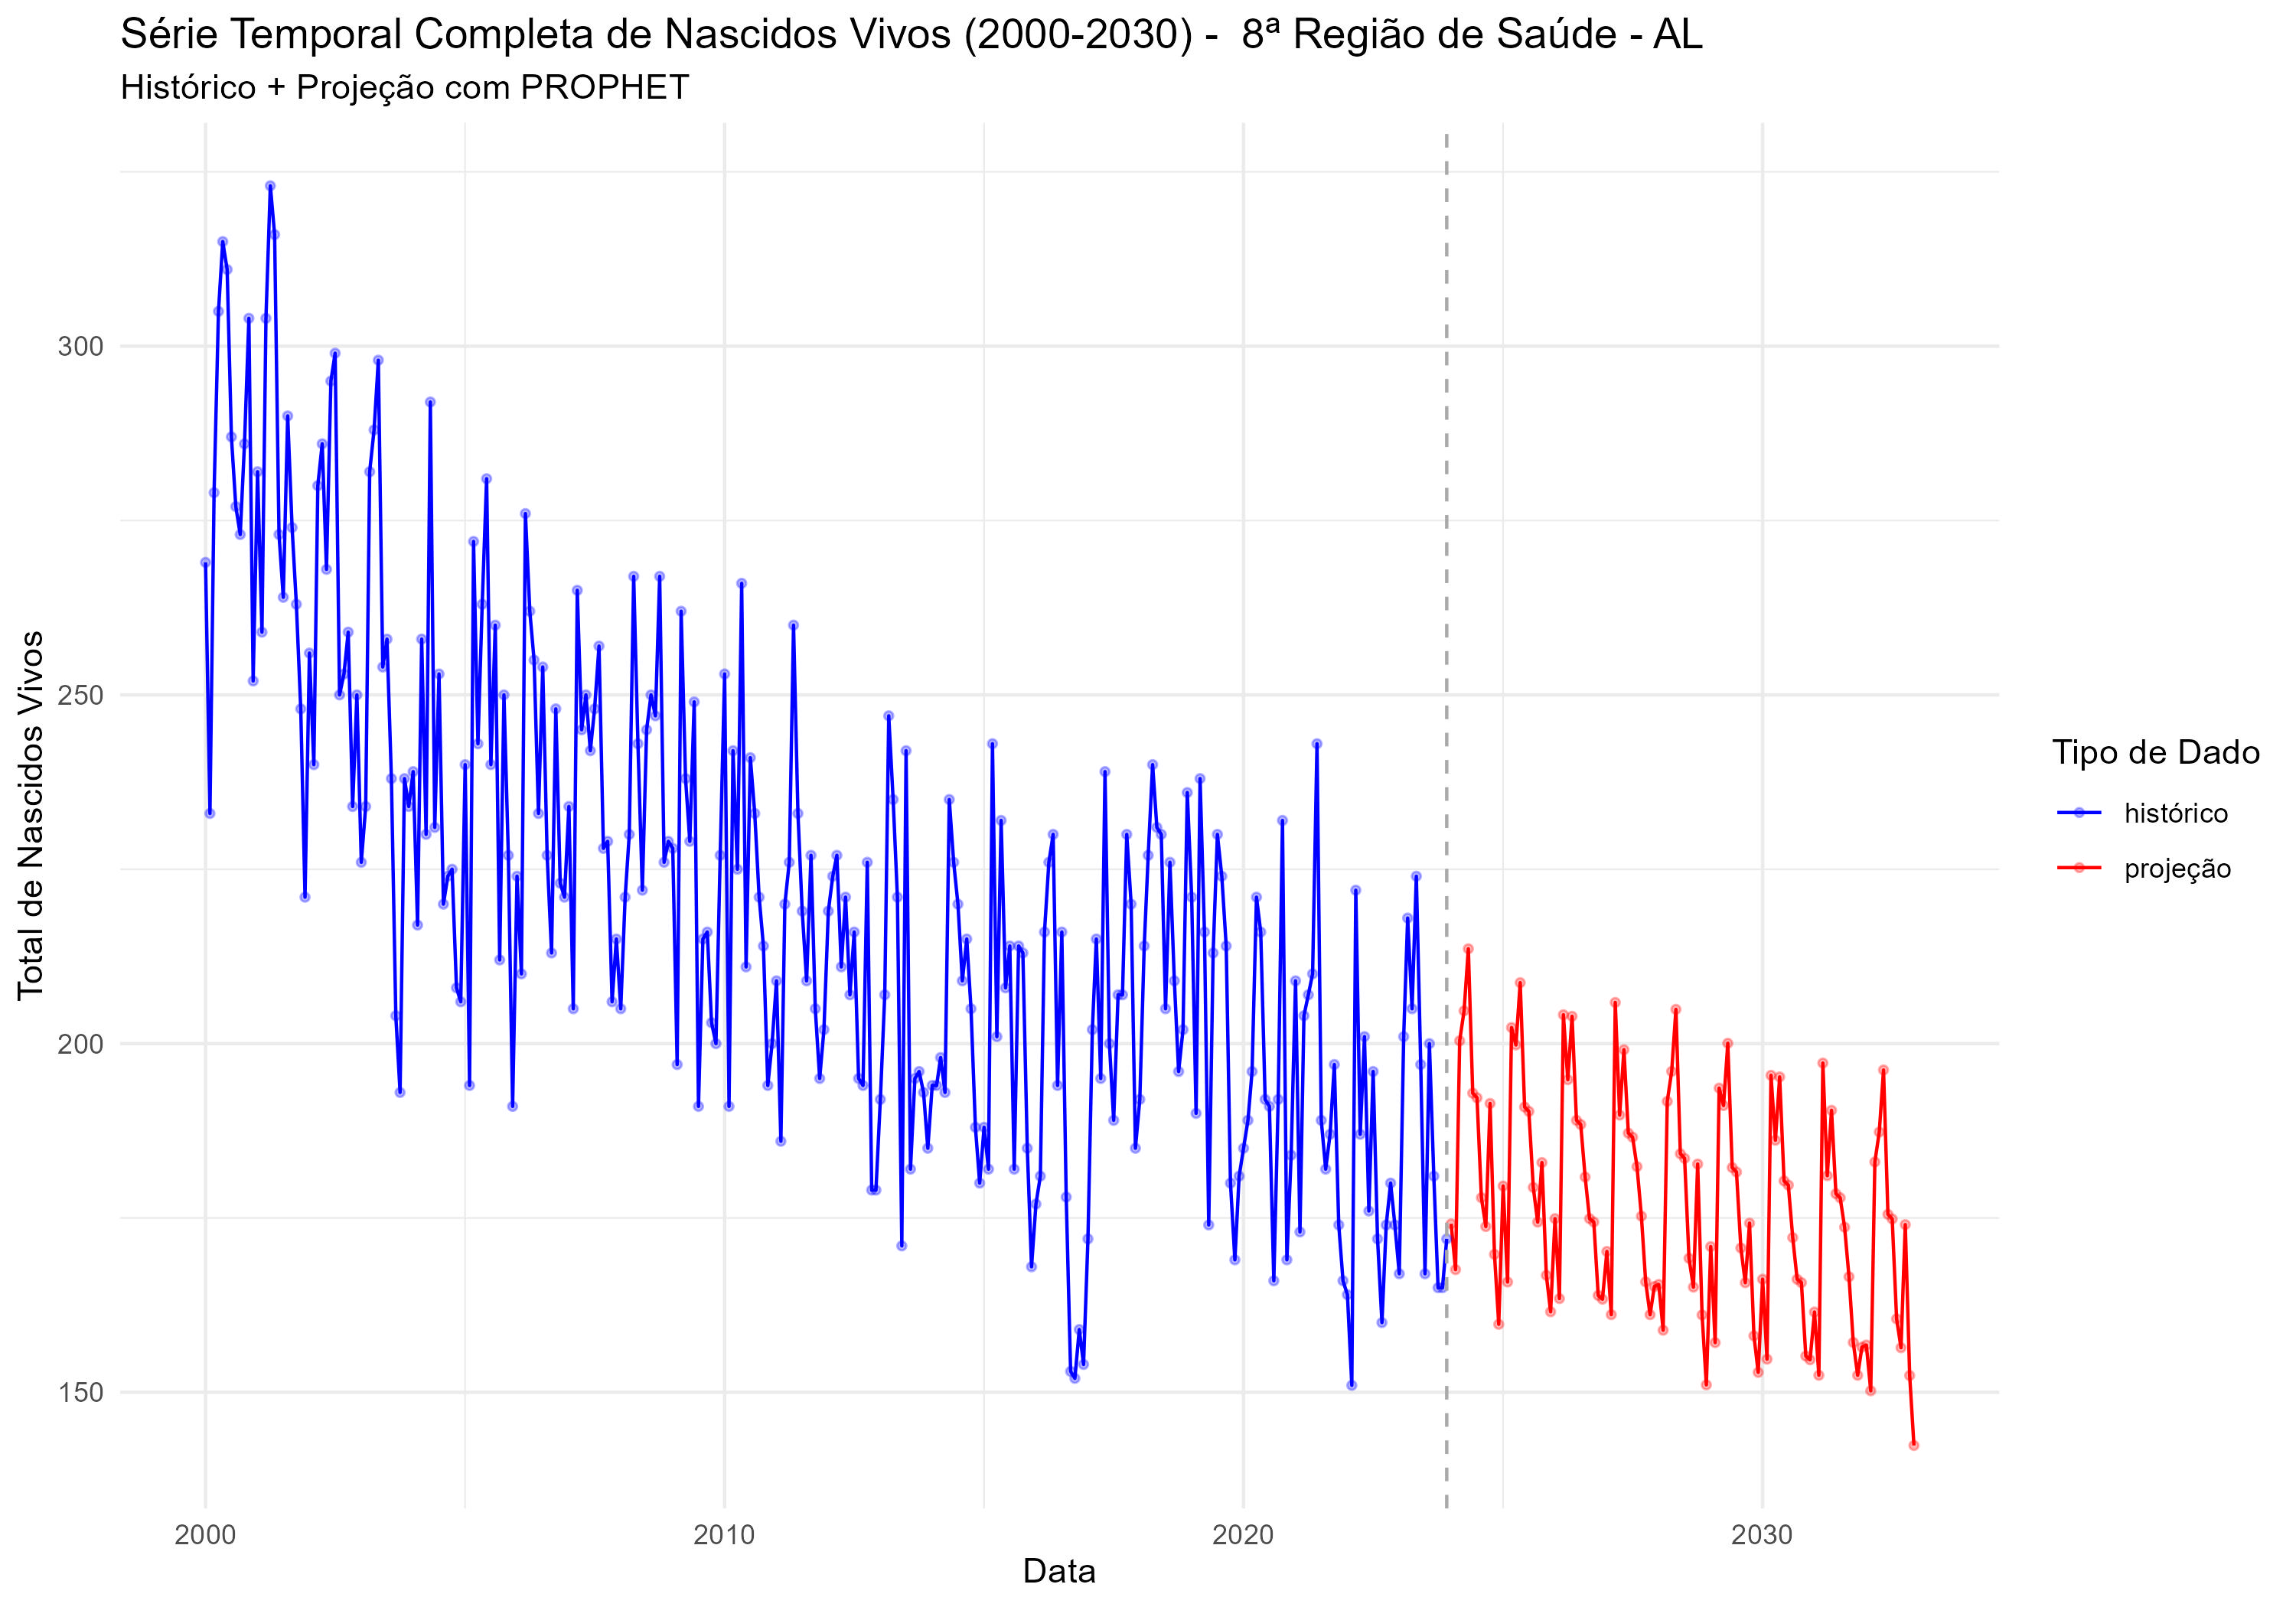 Série Temporal Completa de Nascidos Vivos (2000-2030) -  8ª Região de Saúde - AL
Histórico + Projeção com PROPHET
Total de Nascidos Vivos
300
250
200
150
2000
2010
2020
2030
Data
Tipo de Dado
histórico
projeção